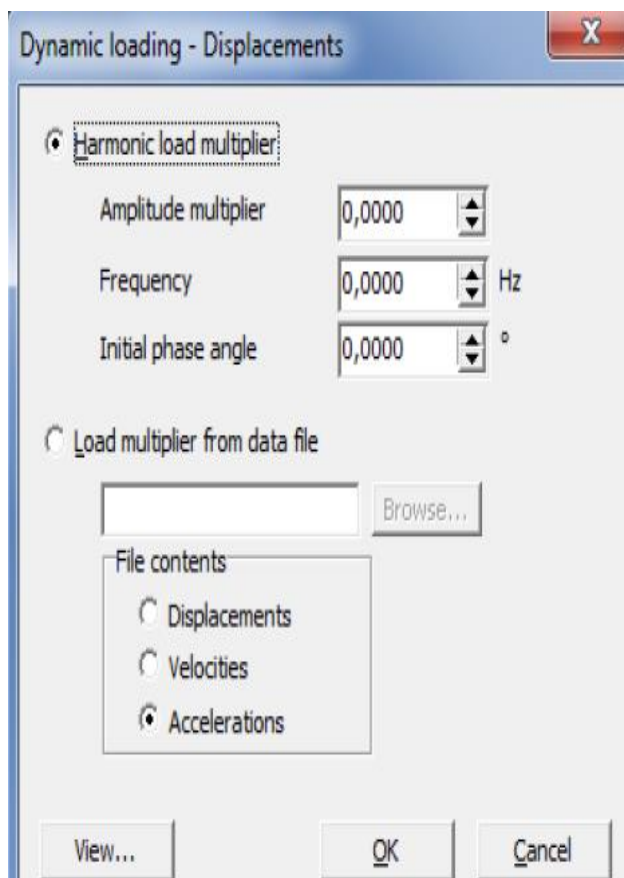 Dynamic loading - Displacements
X
Harmonic load multiplier
Amplitude multiplier 0,0000
Frequency 0,0000 Hz
Initial phase angle 0,0000 °
Load multiplier from data file
Browse...
File contents
Displacements
Velocities
Accelerations
View... OK Cancel